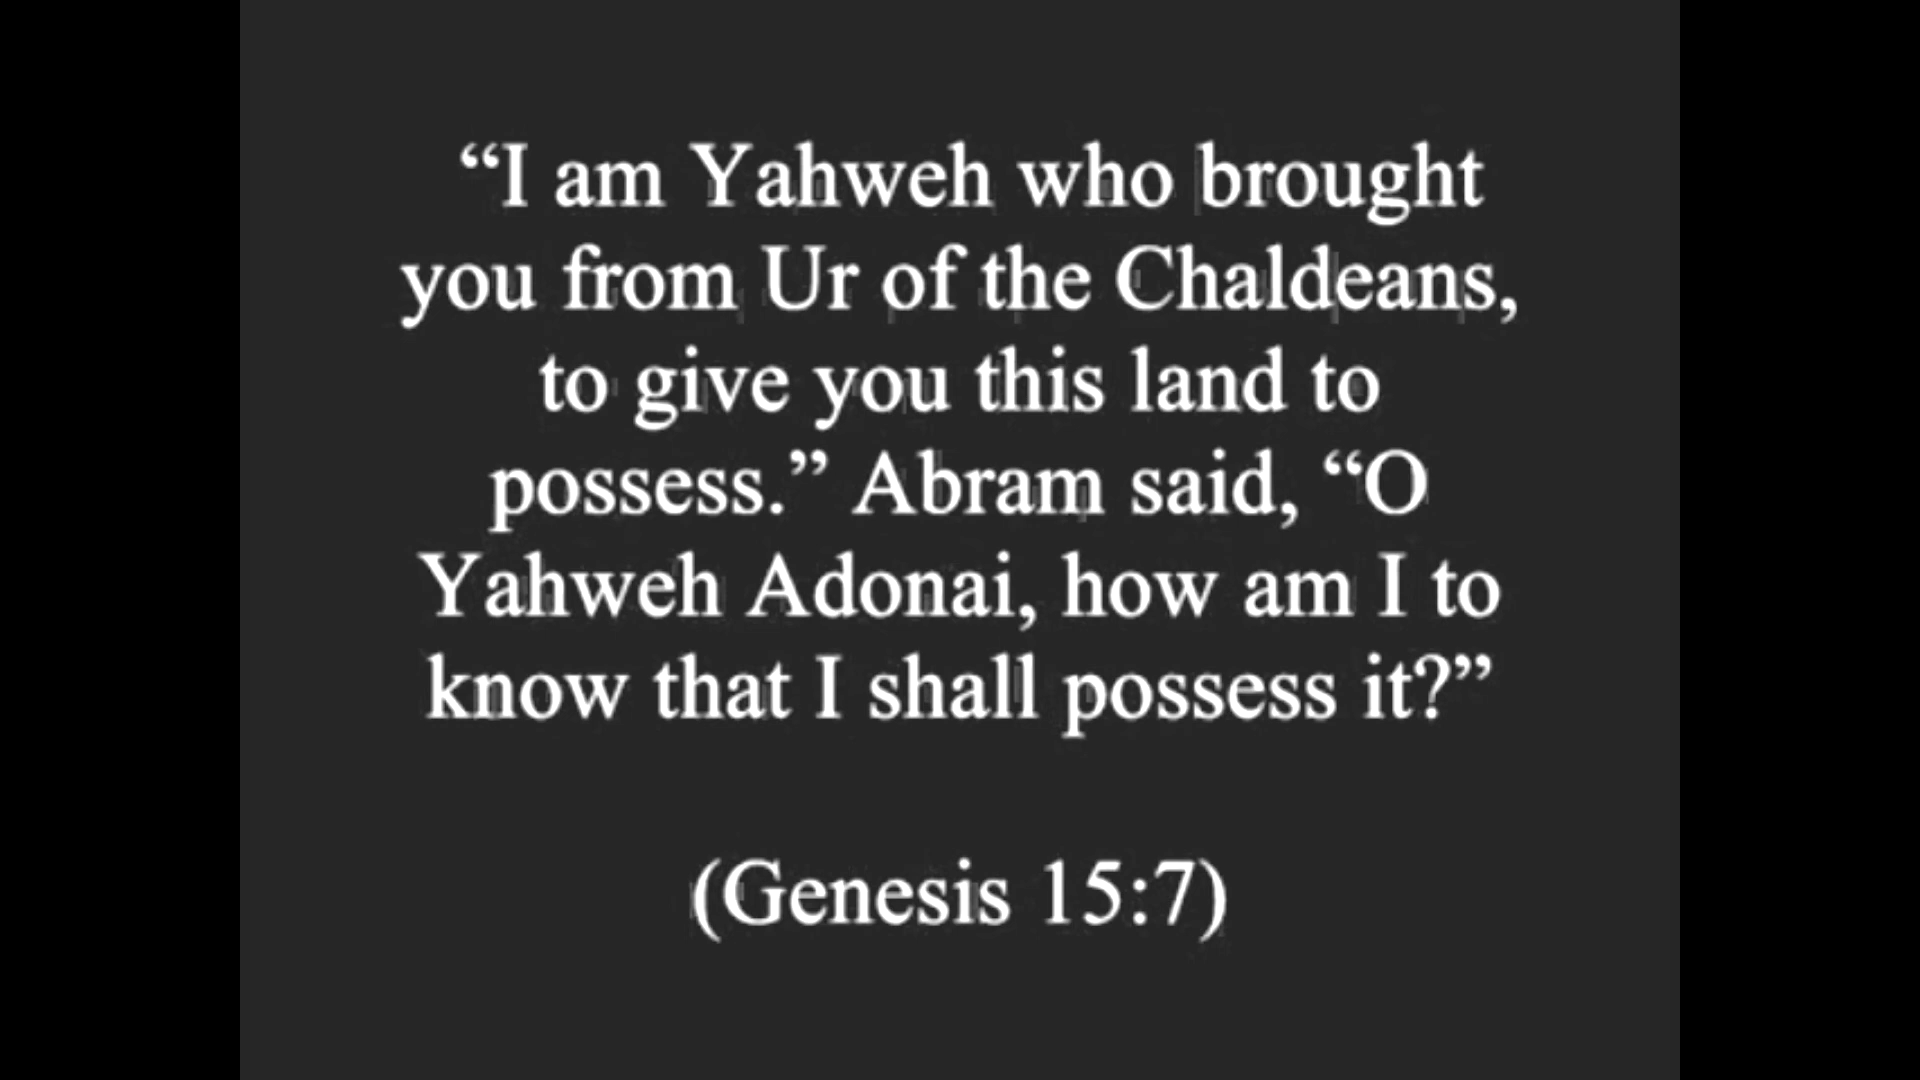 “I am Yahweh who brought
you from Ur of the Chaldeans,
to give you this land to
possess.” Abram said, “O
Yahweh Adonai, how am I to
know that I shall possess it?”
(Genesis 15:7)